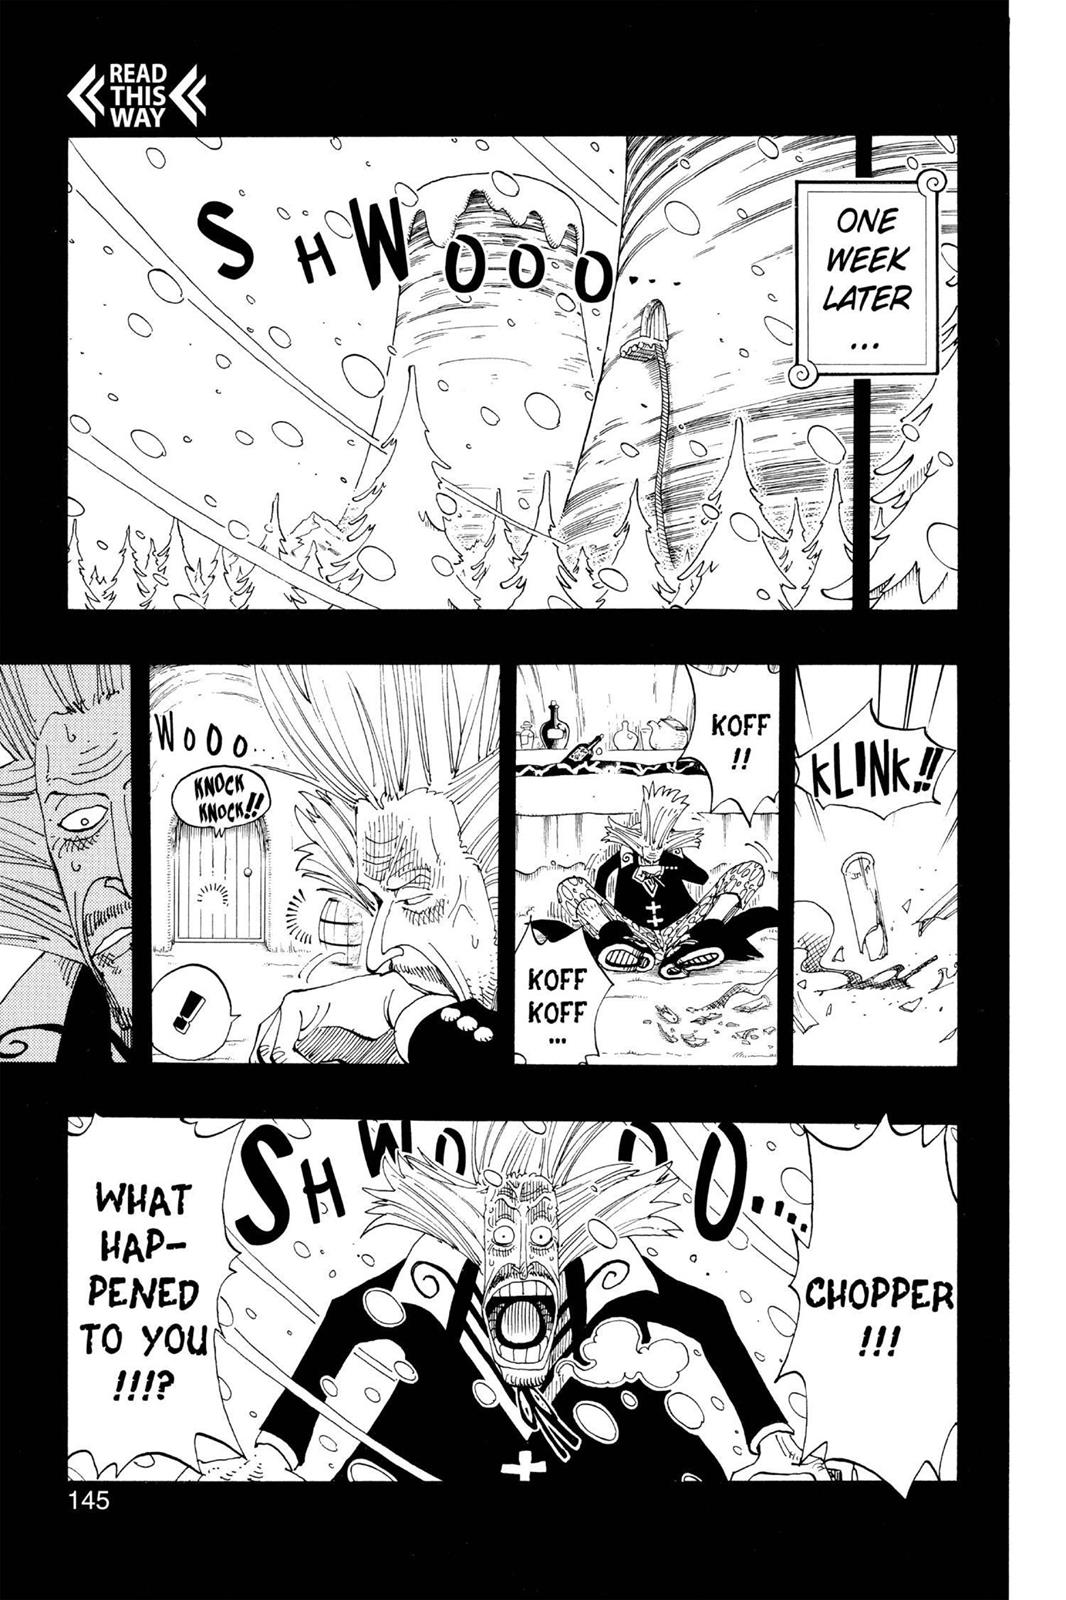 READ
THIS
WAY
ONE
WEEK
LATER
...
SHWOOO...
KLINK!!
KOFF
!!
KOFF
KOFF
...
WOOO...
KNOCK
KNOCK!!
!
SHWOOO...
CHOPPER
!!!
WHAT
HAP-
PENED
TO YOU
!!!?
145